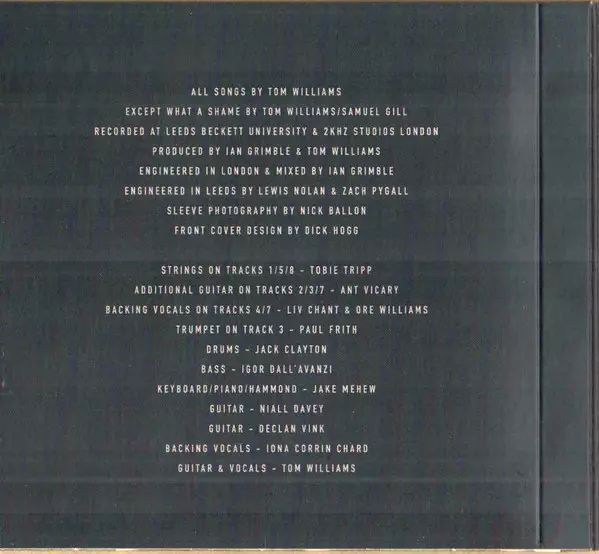 ALL SONGS BY TOM WILLIAMS
EXCEPT WHAT A SHAME BY TOM WILLIAMS/SAMUEL GILL
RECORDED AT LEEDS BECKETT UNIVERSITY & 2KHZ STUDIOS LONDON
PRODUCED BY IAN GRIMBLE & TOM WILLIAMS
ENGINEERED IN LONDON & MIXED BY IAN GRIMBLE
ENGINEERED IN LEEDS BY LEWIS NOLAN & ZACH PYGALL
SLEEVE PHOTOGRAPHY BY NICK BALLON
FRONT COVER DESIGN BY DICK HOGG
STRINGS ON TRACKS 1/5/8 - TOBIE TRIPP
ADDITIONAL GUITAR ON TRACKS 2/3/7 - ANT VICARY
BACKING VOCALS ON TRACKS 4/7 - LIV CHANT & ORE WILLIAMS
TRUMPET ON TRACK 3 - PAUL FRITH
DRUMS - JACK CLAYTON
BASS - IGOR DALL'AVANZI
KEYBOARD/PIANO/HAMMOND - JAKE MEHEW
GUITAR - NIALL DAVEY
GUITAR - DECLAN VINK
BACKING VOCALS - IONA CORRIN CHARD
GUITAR & VOCALS - TOM WILLIAMS